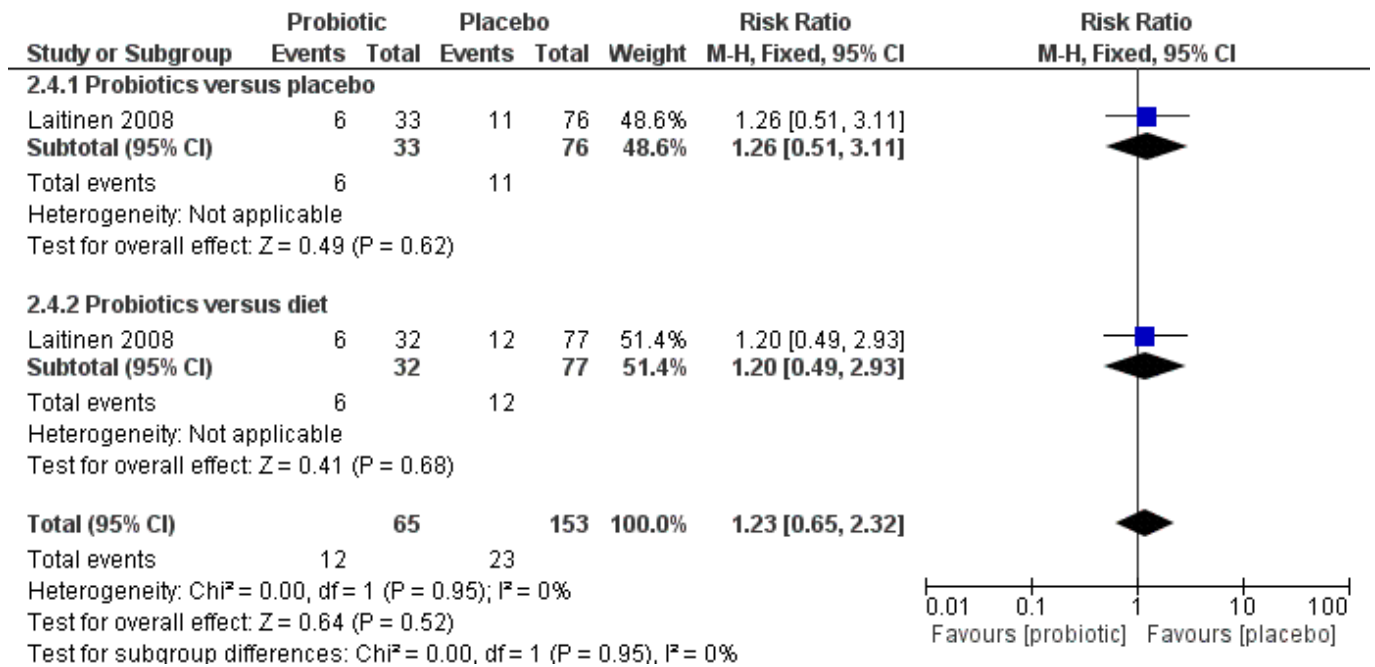 Probiotic Placebo Risk Ratio Risk Ratio
Study or Subgroup Events Total Events Total Weight M-H, Fixed, 95% CI M-H, Fixed, 95% CI
2.4.1 Probiotics versus placebo
Laitinen 2008 6 33 11 76 48.6% 1.26 [0.51, 3.11]
Subtotal (95% CI) 33 76 48.6% 1.26 [0.51, 3.11]
Total events 6 11
Heterogeneity: Not applicable
Test for overall effect: Z = 0.49 (P = 0.62)
2.4.2 Probiotics versus diet
Laitinen 2008 6 32 12 77 51.4% 1.20 [0.49, 2.93]
Subtotal (95% CI) 32 77 51.4% 1.20 [0.49, 2.93]
Total events 6 12
Heterogeneity: Not applicable
Test for overall effect: Z = 0.41 (P = 0.68)
Total (95% CI) 65 153 100.0% 1.23 [0.65, 2.32]
Total events 12 23
Heterogeneity: Chi² = 0.00, df = 1 (P = 0.95); I² = 0%
Test for overall effect: Z = 0.64 (P = 0.52)
Test for subgroup differences: Chi² = 0.00, df = 1 (P = 0.95), I² = 0%
0.01 0.1 1 10 100
Favours [probiotic] Favours [placebo]